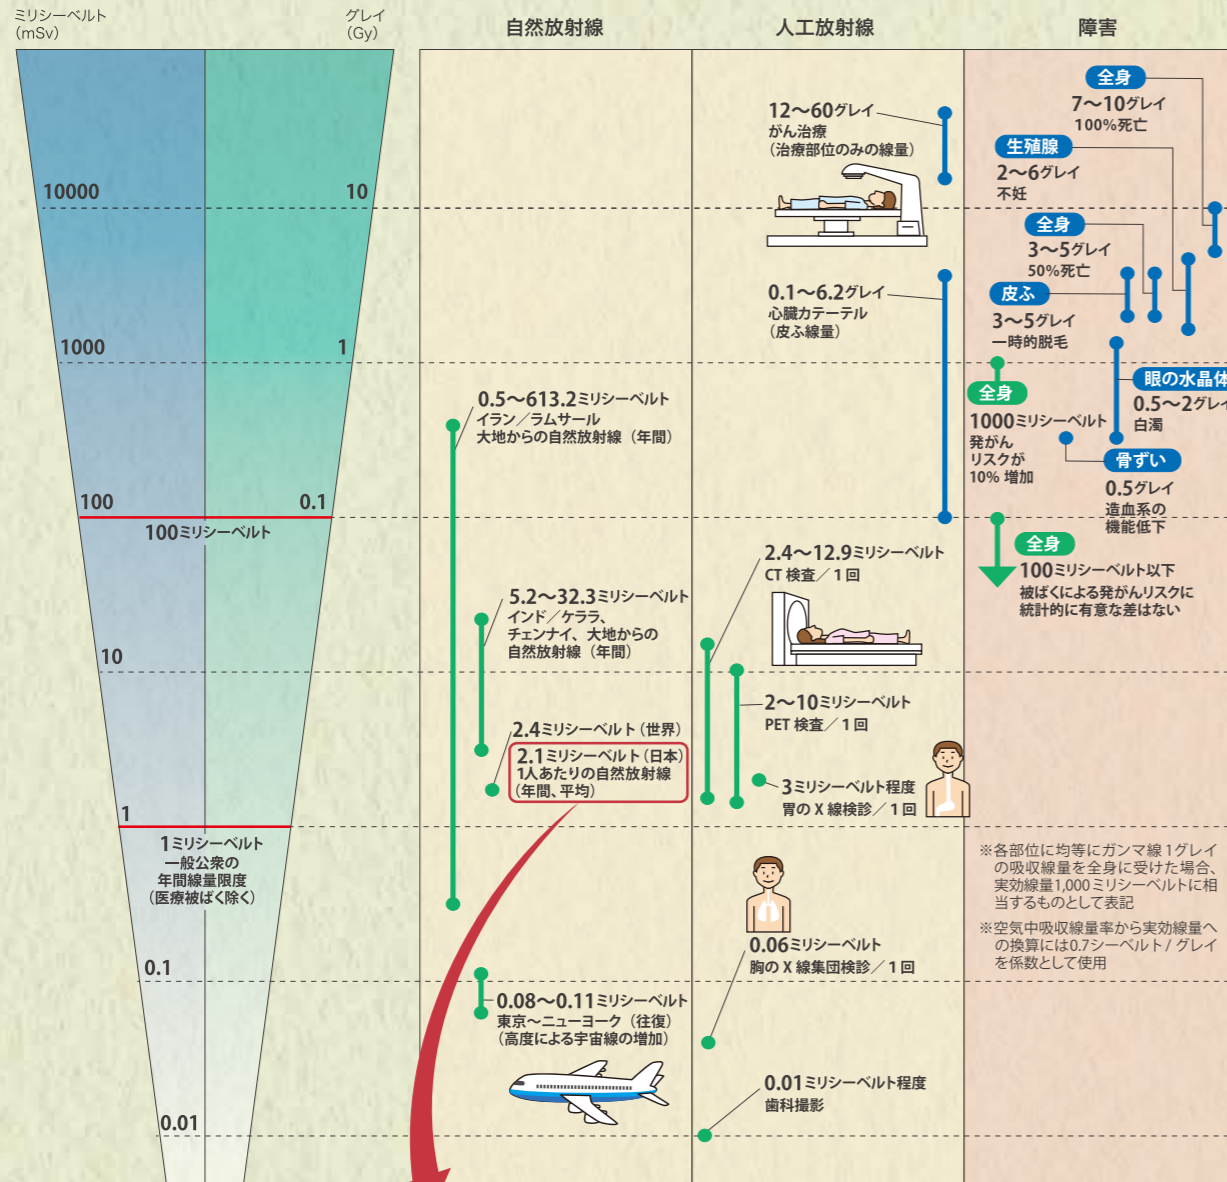 ミリシーベルト
(mSv)
グレイ
(Gy)
10000
10
1000
1
100
0.1
100ミリシーベルト
10
1
1ミリシーベルト
一般公衆の
年間線量限度
(医療被ばく除く)
0.1
0.01
自然放射線
0.5〜613.2ミリシーベルト
イラン／ラムサール
大地からの自然放射線（年間）
5.2〜32.3ミリシーベルト
インド／ケララ、
チェンナイ、大地からの
自然放射線（年間）
2.4ミリシーベルト（世界）
2.1ミリシーベルト（日本）
1人あたりの自然放射線
（年間、平均）
0.08〜0.11ミリシーベルト
東京〜ニューヨーク（往復）
（高度による宇宙線の増加）
人工放射線
12〜60グレイ
がん治療
（治療部位のみの線量）
0.1〜6.2グレイ
心臓カテーテル
（皮ふ線量）
2.4〜12.9ミリシーベルト
CT 検査／1回
2〜10ミリシーベルト
PET 検査／1回
3ミリシーベルト程度
胃の X 線検診／1回
0.06ミリシーベルト
胸の X 線集団検診／1回
0.01ミリシーベルト程度
歯科撮影
障害
全身
7〜10グレイ
100%死亡
生殖腺
2〜6グレイ
不妊
全身
3〜5グレイ
50%死亡
皮ふ
3〜5グレイ
一時的脱毛
全身
1000ミリシーベルト
発がん
リスクが
10% 増加
眼の水晶体
0.5〜2グレイ
白濁
骨ずい
0.5グレイ
造血系の
機能低下
全身
100ミリシーベルト以下
被ばくによる発がんリスクに
統計的に有意な差はない
※各部位に均等にガンマ線 1グレイ
の吸収線量を全身に受けた場合、
実効線量1,000ミリシーベルトに相
当するものとして表記
※空気中吸収線量率から実効線量へ
の換算には0.7シーベルト / グレイ
を係数として使用